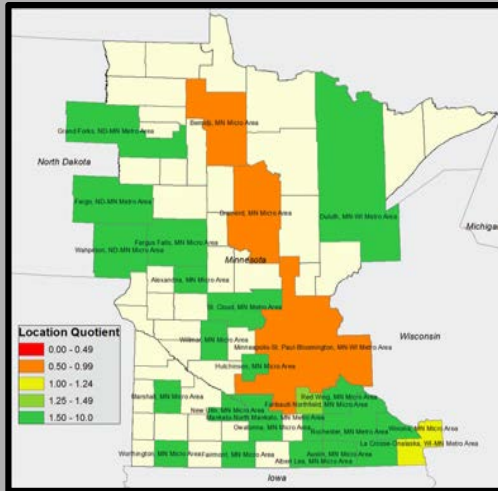 Bemidji, MN Micro Area
Grand Forks, ND-MN Metro Area
North Dakota
Fargo, ND-MN Metro Area
Brainerd, MN Micro Area
Duluth, MN-WI Metro Area
Michigan
Wahpeton, ND-MN Micro Area
Fergus Falls, MN Micro Area
Minnesota
Alexandria, MN Micro Area
St. Cloud, MN Metro Area
Location Quotient
0.00 - 0.49
0.50 - 0.99
1.00 - 1.24
1.25 - 1.49
1.50 - 10.0
Willmar, MN Micro Area
Wisconsin
Minneapolis-St. Paul-Bloomington, MN-WI Metro Area
Hutchinson, MN Micro Area
Red Wing, MN Micro Area
Faribault-Northfield, MN Micro Area
Marshall, MN Micro Area
New Ulm, MN Micro Area
Mankato-North Mankato, MN Metro Area
Winona, MN Micro Area
Owatonna, MN Micro Area
Rochester, MN Metro Area
La Crosse-Onalaska, WI-MN Metro Area
Worthington, MN Micro Area
Fairmont, MN Micro Area
Austin, MN Micro Area
Albert Lea, MN Micro Area
Iowa